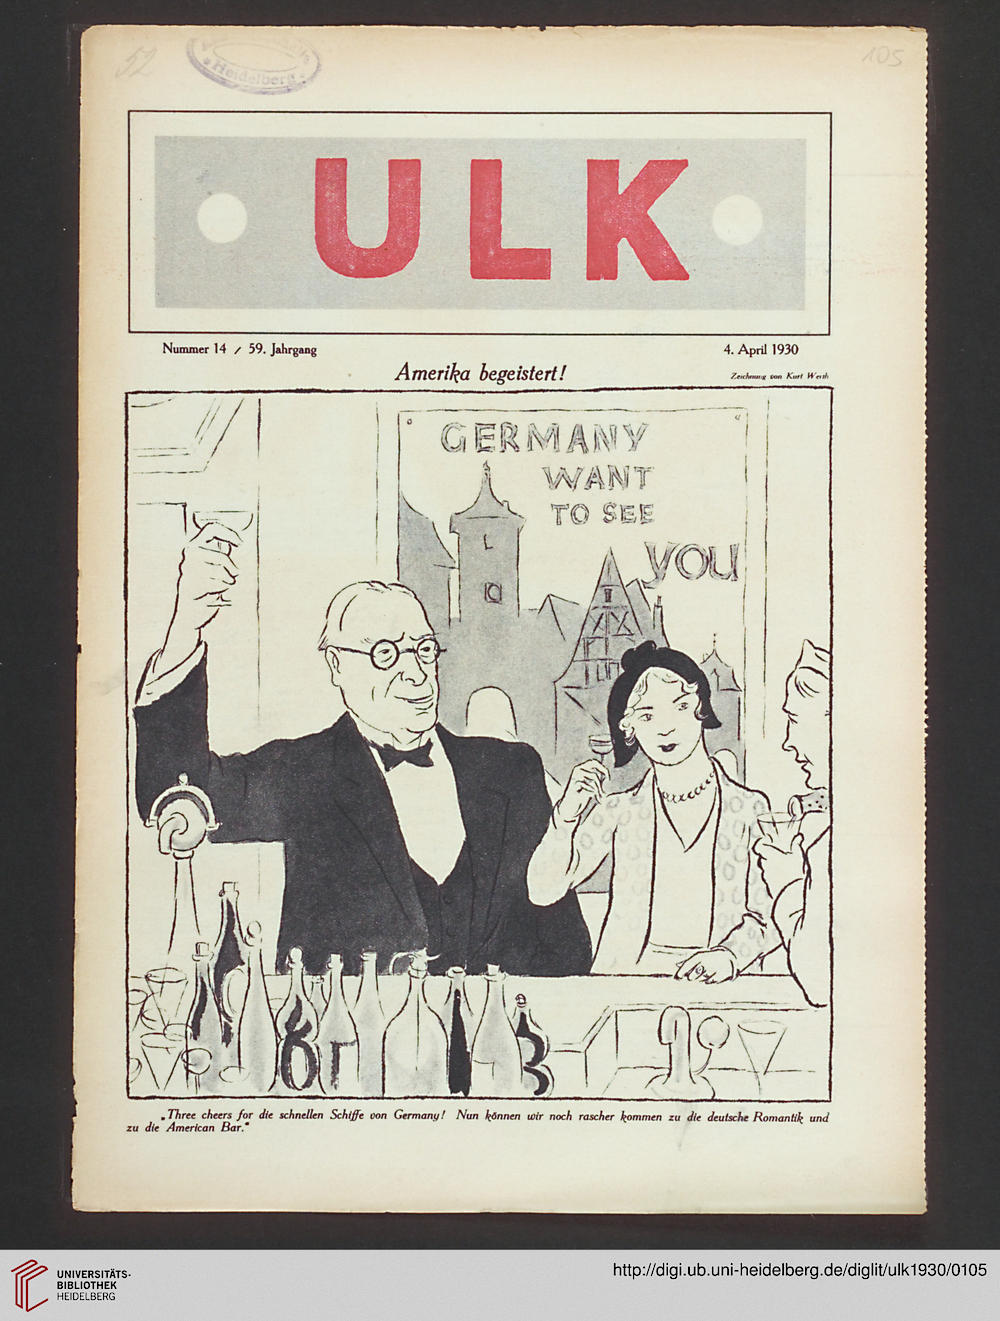 52
Heidelberg
105
ULK
Nummer 14 / 59. Jahrgang
4. April 1930
Amerika begeistert!
Zeichnung von Kurt Werth
GERMANY
WANT
TO SEE
YOU
„Three cheers for die schnellen Schiffe von Germany! Nun können wir noch rascher kommen zu die deutsche Romantik und
zu die American Bar.“
UNIVERSITÄTS-
BIBLIOTHEK
HEIDELBERG
http://digi.ub.uni-heidelberg.de/diglit/ulk1930/0105